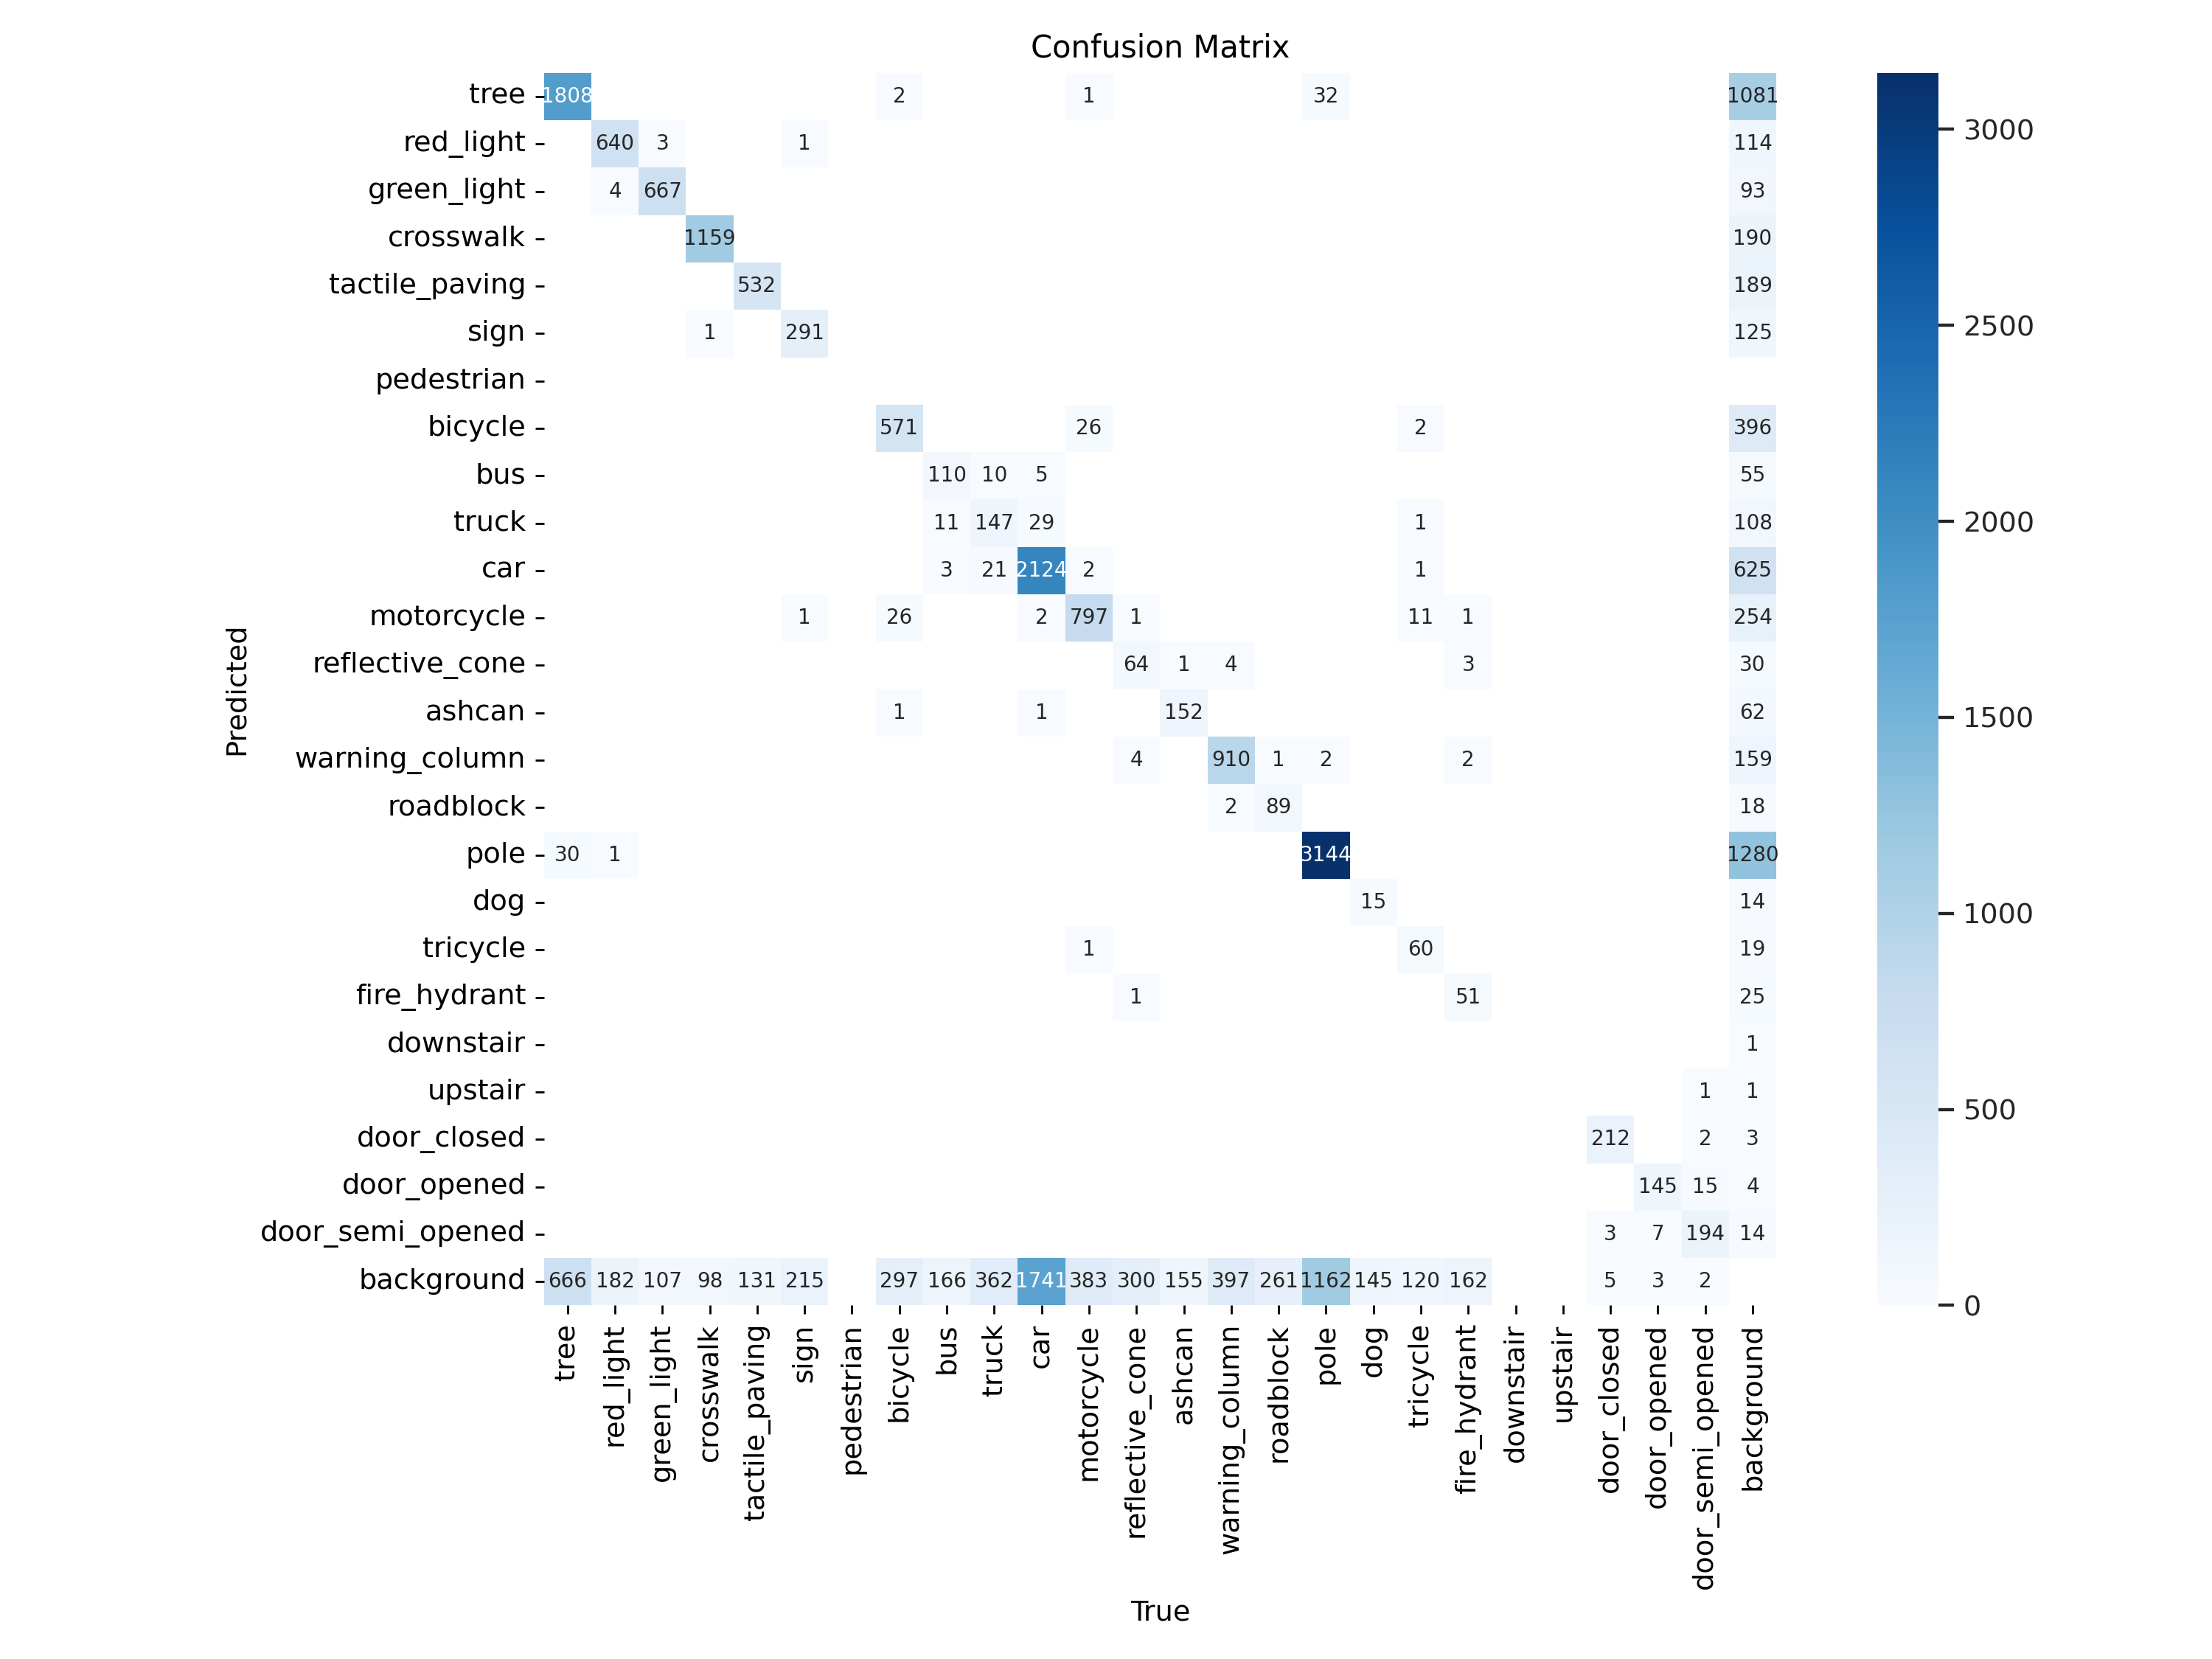 Confusion Matrix
tree 1808 2 1 32 1081
red_light 640 3 1 114
green_light 4 667 93
crosswalk 1159 190
tactile_paving 532 189
sign 1 291 125
pedestrian
bicycle 571 26 2 396
bus 110 10 5 55
truck 11 147 29 1 108
car 3 21 2124 2 1 625
motorcycle 1 26 2 797 1 11 1 254
reflective_cone 64 1 4 3 30
ashcan 1 1 152 62
warning_column 4 910 1 2 2 159
roadblock 2 89 18
pole 30 1 3144 1280
dog 15 14
tricycle 1 60 19
fire_hydrant 1 51 25
downstair 1
upstair 1 1
door_closed 212 2 3
door_opened 145 15 4
door_semi_opened 3 7 194 14
background 666 182 107 98 131 215 297 166 362 1741 383 300 155 397 261 1162 145 120 162 5 3 2
Predicted
tree
red_light
green_light
crosswalk
tactile_paving
sign
pedestrian
bicycle
bus
truck
car
motorcycle
reflective_cone
ashcan
warning_column
roadblock
pole
dog
tricycle
fire_hydrant
downstair
upstair
door_closed
door_opened
door_semi_opened
background
True
3000
2500
2000
1500
1000
500
0